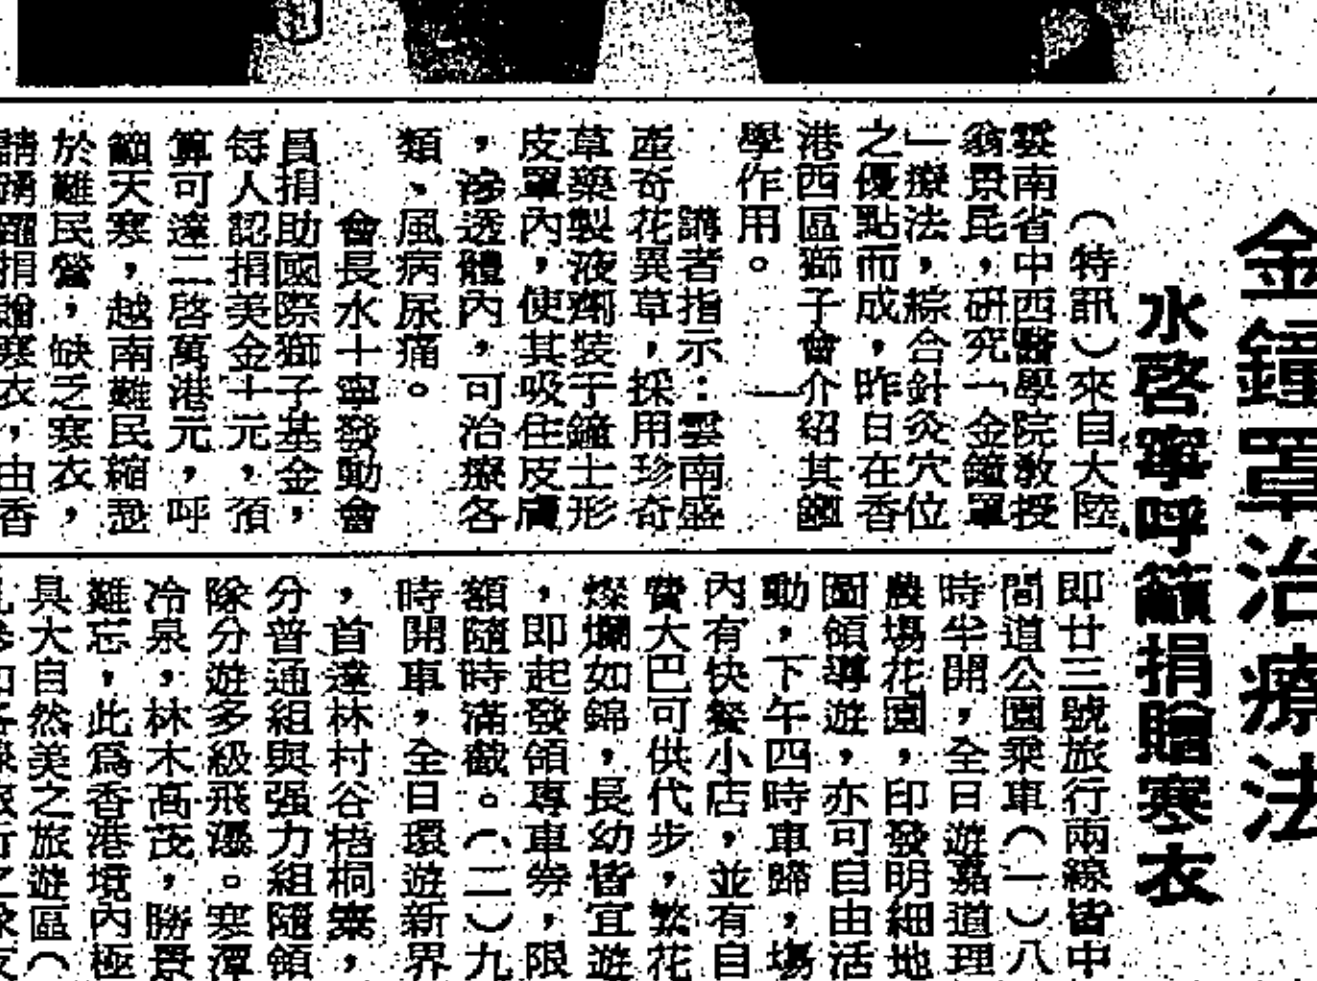 金鐘罩治療法
水啓寧呼籲捐贈寒衣
（特訊）來自大陸
雲南省中西醫學院教授
翁景民，研究「金鐘罩
」療法，綜合針灸穴位
之優點而成，昨日在香
港西區獅子會介紹其
學作用。
講者指示：雲南盛
產奇花異草，採用珍奇
草藥製液劑裝于鐘士形
皮罩內，使其吸住皮膚
，滲透體內，可治療各
類、風病尿痛。
會長水十寧發動會
員捐助國際獅子基金，
每人認捐美金十元，預
算可達二啓萬港元，呼
籲天寒，越南難民縮
於難民營，缺乏寒衣，
請踴躍捐贈寒衣，由香
即廿三號旅行兩線皆中
間道公園乘車（一）八
時半開，全日遊嘉道理
農場花園，印發明細地
圖領導遊，亦可自由活
動，下午四時車歸，場
內有快餐小店，並有自
費大巴可供代步，繁花
燦爛如錦，長幼皆宜遊
，即起發領專車券，限
額隨時滿截。（二）九
時開車，全日環遊新界
，首達林村谷梧桐寨，
分普通組與强力組隨領
隊分遊多級飛瀑。寒潭
冷泉，林木高茂，勝景
難忘，此爲香港境內極
具大自然美之旅遊區（